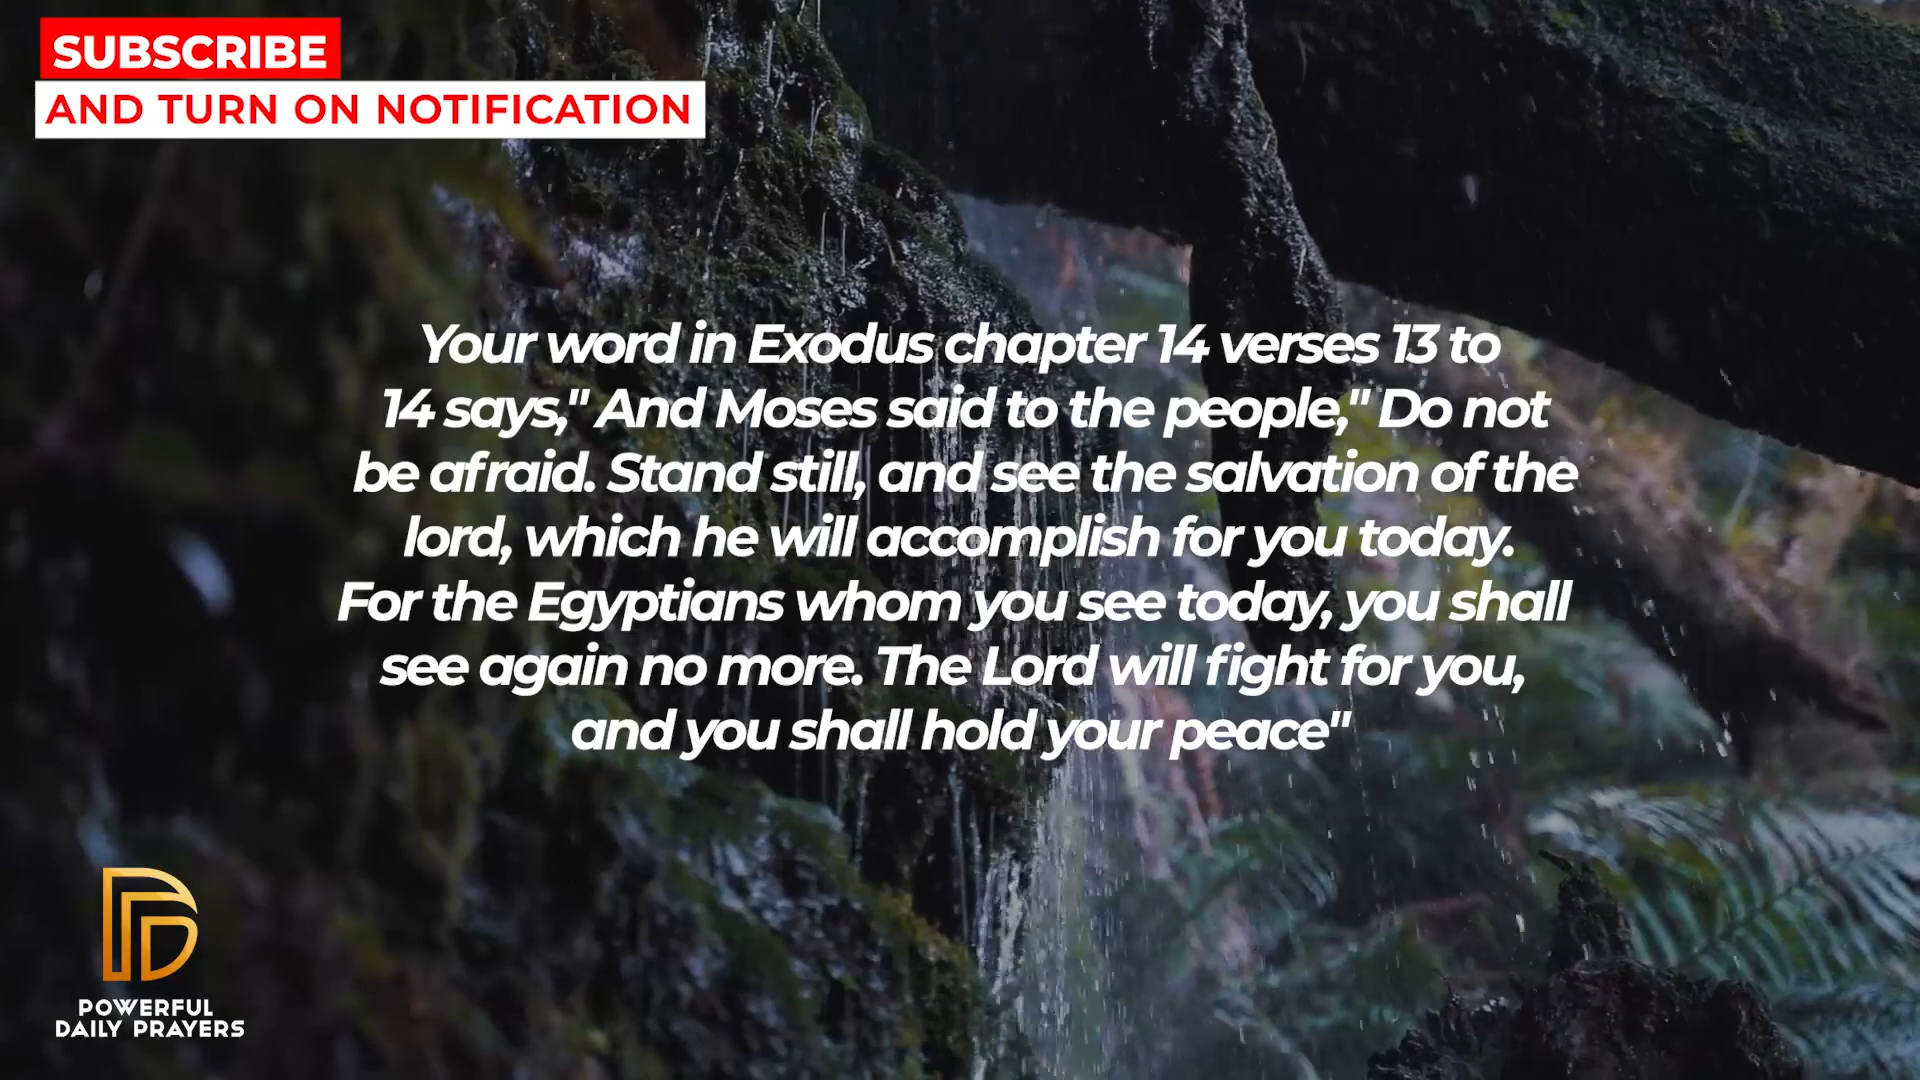 SUBSCRIBE
AND TURN ON NOTIFICATION
Your word in Exodus chapter 14 verses 13 to
14 says," And Moses said to the people," Do not
be afraid. Stand still, and see the salvation of the
lord, which he will accomplish for you today.
For the Egyptians whom you see today, you shall
see again no more. The Lord will fight for you,
and you shall hold your peace"
POWERFUL
DAILY PRAYERS